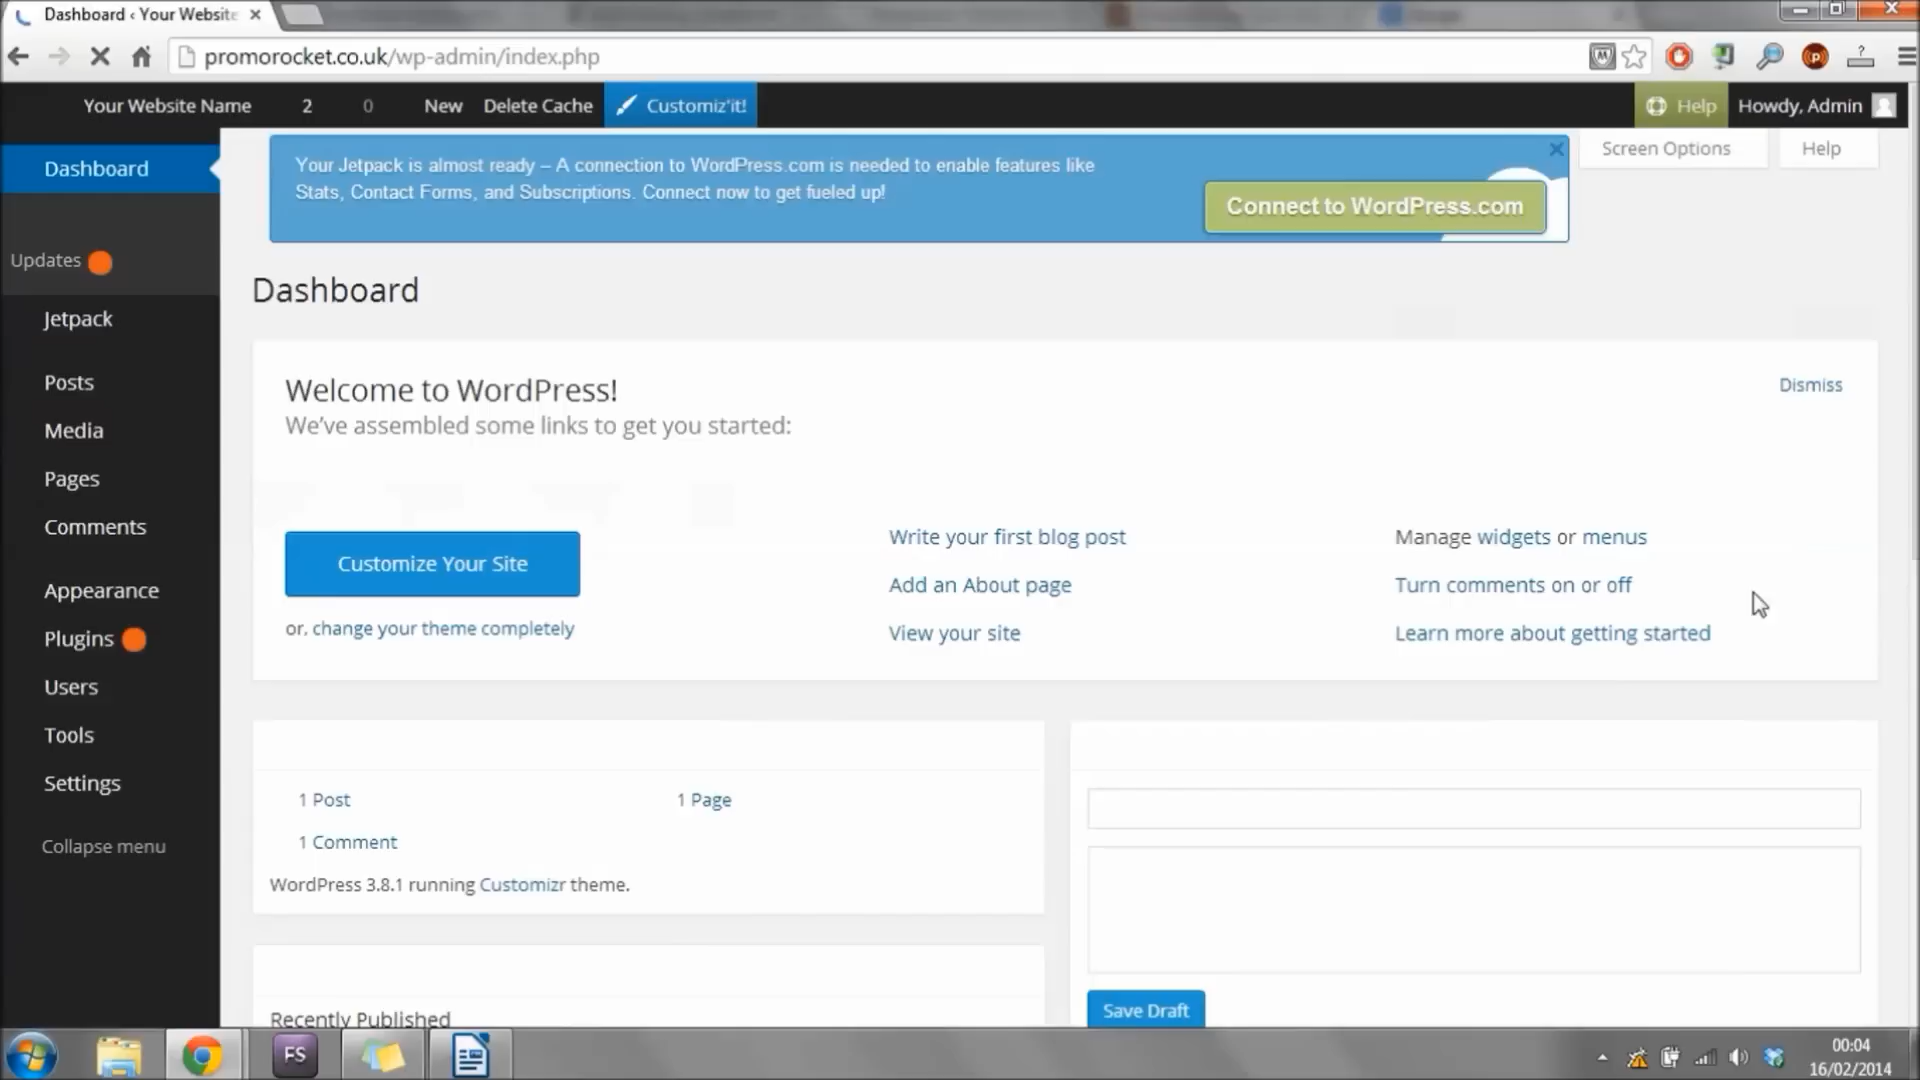 Dashboard ‹ Your Website
promorocket.co.uk/wp-admin/index.php
Your Website Name 2 0 New Delete Cache Customiz'it! Help Howdy, Admin
Dashboard
Updates
Jetpack
Posts
Media
Pages
Comments
Appearance
Plugins
Users
Tools
Settings
Collapse menu
Your Jetpack is almost ready – A connection to WordPress.com is needed to enable features like
Stats, Contact Forms, and Subscriptions. Connect now to get fueled up!
Connect to WordPress.com
Screen Options Help
Dashboard
Welcome to WordPress!
Dismiss
We've assembled some links to get you started:
Customize Your Site
or, change your theme completely
Write your first blog post
Add an About page
View your site
Manage widgets or menus
Turn comments on or off
Learn more about getting started
1 Post 1 Page
1 Comment
WordPress 3.8.1 running Customizr theme.
Recently Published
Save Draft
FS
00:04
16/02/2014